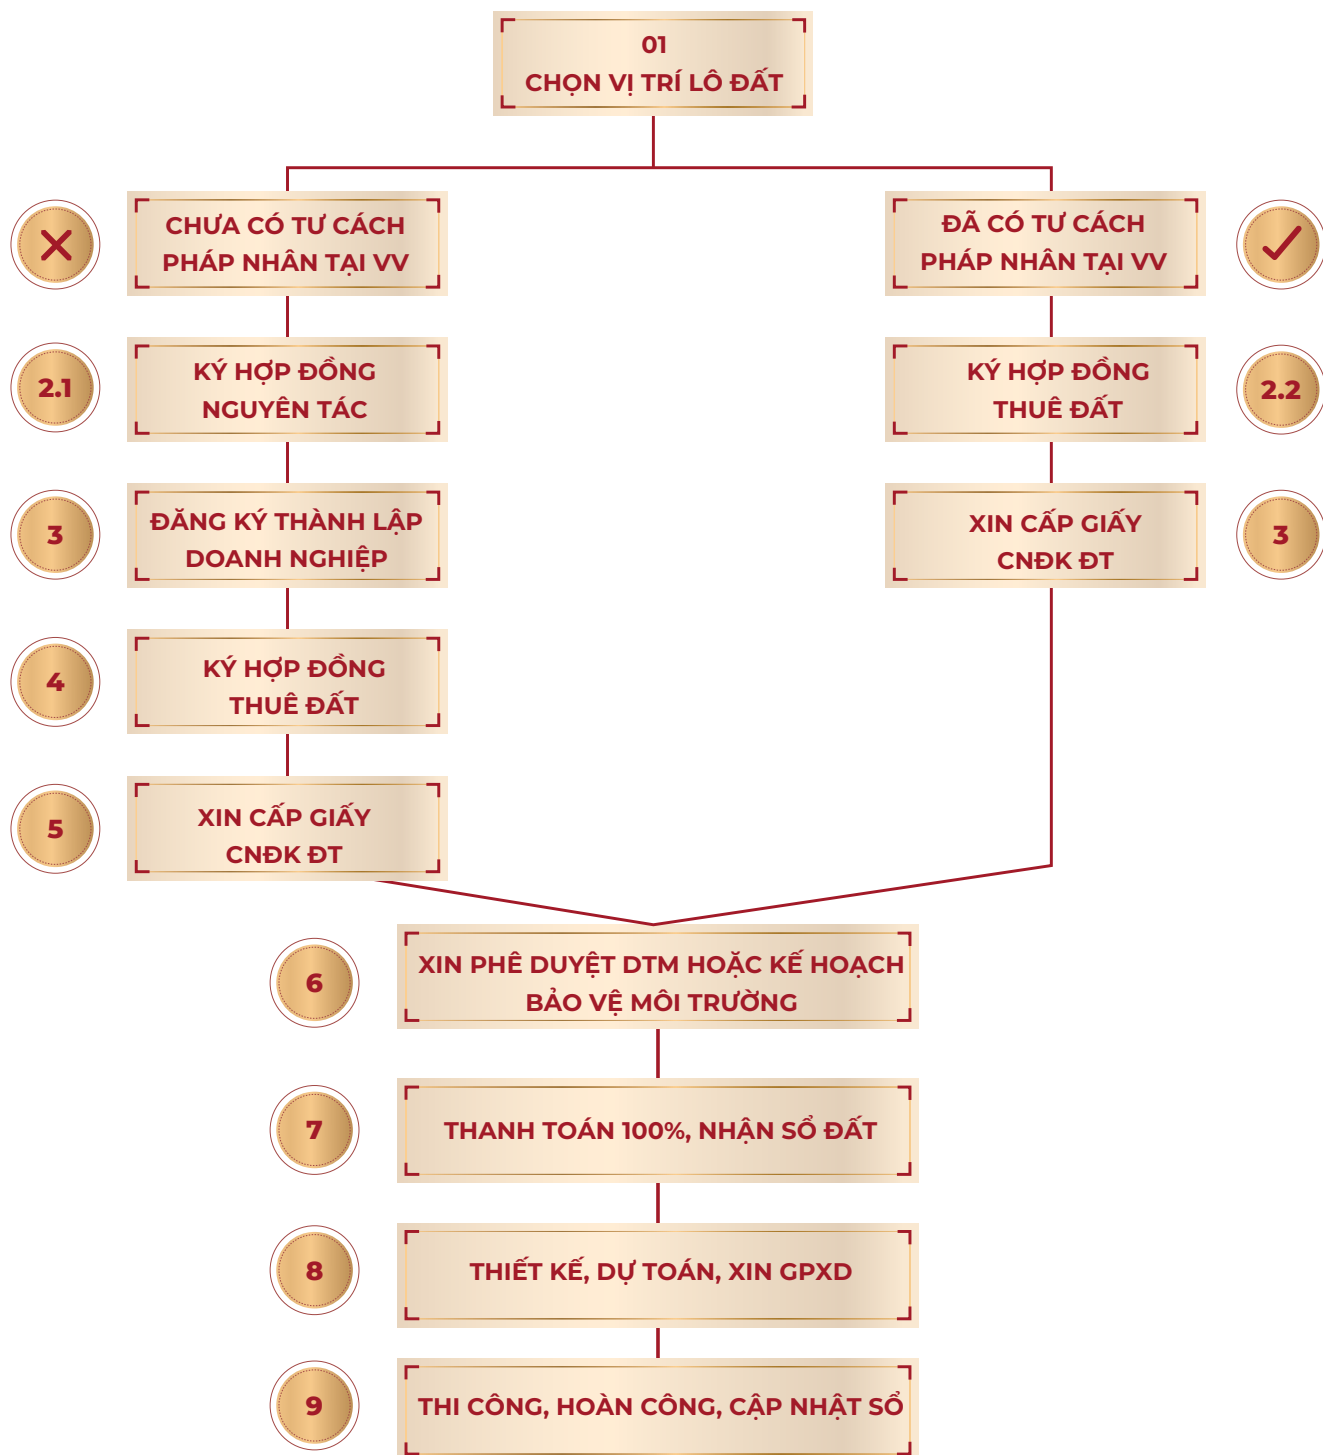 01
CHỌN VỊ TRÍ LÔ ĐẤT
CHƯA CÓ TƯ CÁCH
PHÁP NHÂN TẠI VV
ĐÃ CÓ TƯ CÁCH
PHÁP NHÂN TẠI VV
2.1
KÝ HỢP ĐỒNG
NGUYÊN TÁC
KÝ HỢP ĐỒNG
THUÊ ĐẤT
2.2
3
ĐĂNG KÝ THÀNH LẬP
DOANH NGHIỆP
XIN CẤP GIẤY
CNĐK ĐT
3
4
KÝ HỢP ĐỒNG
THUÊ ĐẤT
5
XIN CẤP GIẤY
CNĐK ĐT
6
XIN PHÊ DUYỆT DTM HOẶC KẾ HOẠCH
BẢO VỆ MÔI TRƯỜNG
7
THANH TOÁN 100%, NHẬN SỔ ĐẤT
8
THIẾT KẾ, DỰ TOÁN, XIN GPXD
9
THI CÔNG, HOÀN CÔNG, CẬP NHẬT SỔ